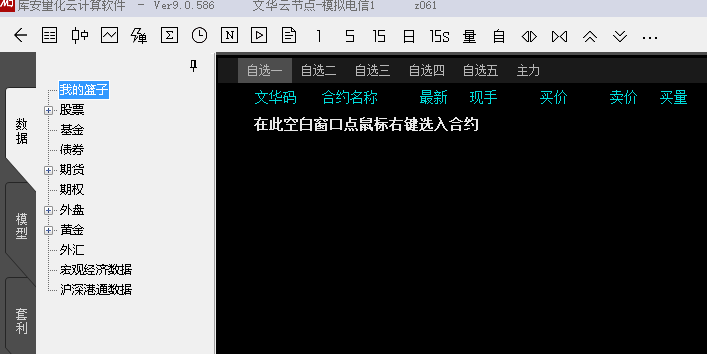 库安量化云计算软件 - Ver9.0.586 文华云节点-模拟电信1 z061
闪单 Σ N 1 5 15 日 15S 量 自 ...
自选一 自选二 自选三 自选四 自选五 主力
文华码 合约名称 最新 现手 买价 卖价 买量
在此空白窗口点鼠标右键选入合约
数据
模型
套利
我的篮子
股票
基金
债券
期货
期权
外盘
黄金
外汇
宏观经济数据
沪深港通数据